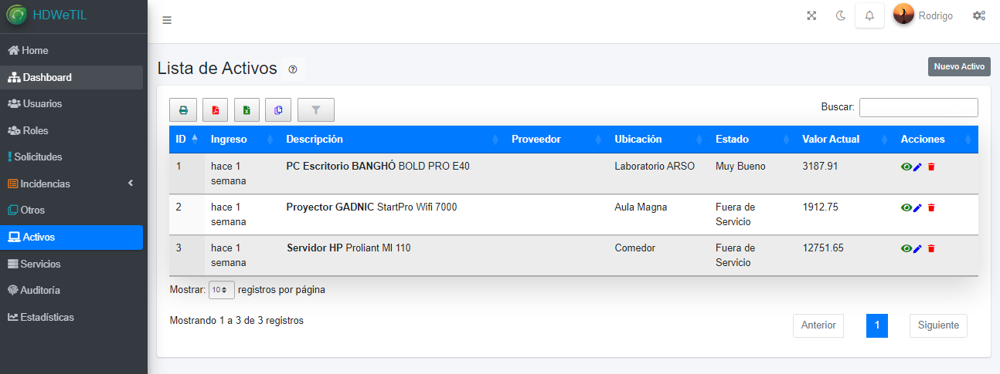 HDWeTIL
Rodrigo
Home
Dashboard
Usuarios
Roles
Solicitudes
Incidencias
Otros
Activos
Servicios
Auditoría
Estadísticas
Lista de Activos
Nuevo Activo
Buscar:
ID Ingreso Descripción Proveedor Ubicación Estado Valor Actual Acciones
1 hace 1 PC Escritorio BANGHÓ BOLD PRO E40 Laboratorio ARSO Muy Bueno 3187.91
semana
2 hace 1 Proyector GADNIC StartPro Wifi 7000 Aula Magna Fuera de 1912.75
semana Servicio
3 hace 1 Servidor HP Proliant Ml 110 Comedor Fuera de 12751.65
semana Servicio
Mostrar: 10 registros por página
Mostrando 1 a 3 de 3 registros
Anterior 1 Siguiente